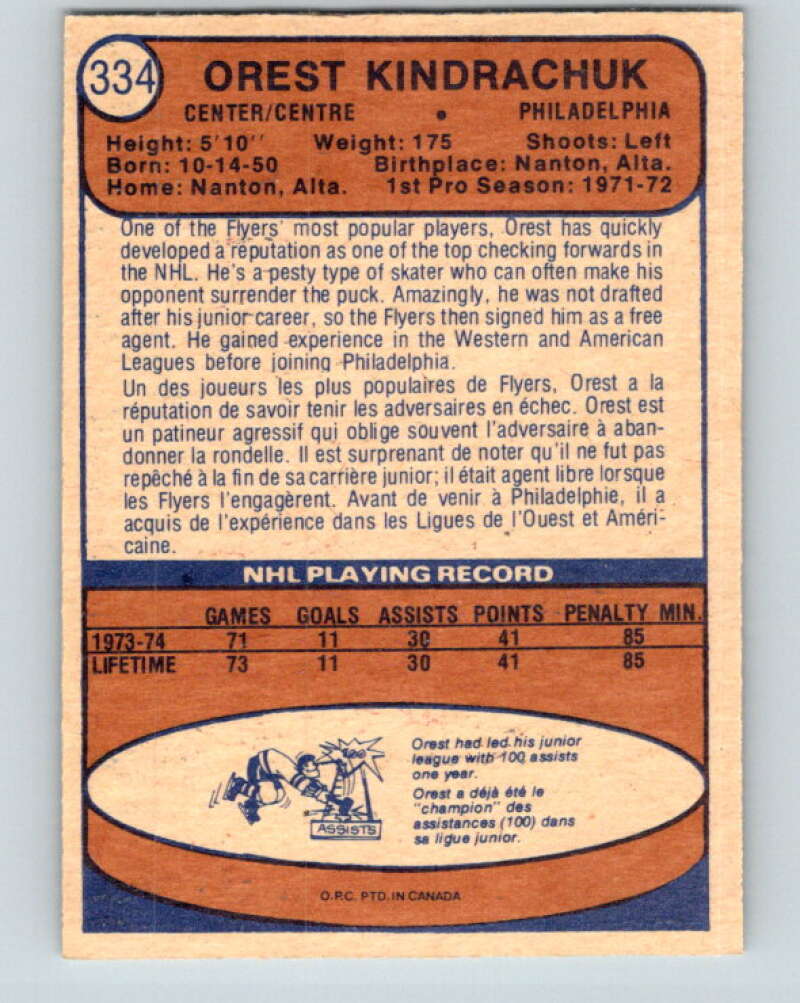 334
OREST KINDRACHUK
CENTER/CENTRE • PHILADELPHIA
Height: 5'10'' Weight: 175 Shoots: Left
Born: 10-14-50 Birthplace: Nanton, Alta.
Home: Nanton, Alta. 1st Pro Season: 1971-72
One of the Flyers' most popular players, Orest has quickly
developed a reputation as one of the top checking forwards in
the NHL. He's a pesty type of skater who can often make his
opponent surrender the puck. Amazingly, he was not drafted
after his junior career, so the Flyers then signed him as a free
agent. He gained experience in the Western and American
Leagues before joining Philadelphia.
Un des joueurs les plus populaires de Flyers, Orest a la
réputation de savoir tenir les adversaires en échec. Orest est
un patineur agressif qui oblige souvent l'adversaire à aban-
donner la rondelle. Il est surprenant de noter qu'il ne fut pas
repêché à la fin de sa carrière junior; il était agent libre lorsque
les Flyers l'engagèrent. Avant de venir à Philadelphie, il a
acquis de l'expérience dans les Ligues de l'Ouest et Améri-
caine.
NHL PLAYING RECORD
GAMES GOALS ASSISTS POINTS PENALTY MIN.
1973-74 71 11 30 41 85
LIFETIME 73 11 30 41 85
100
ASSISTS
Orest had led his junior
league with 100 assists
one year.
Orest a déjà été le
"champion" des
assistances (100) dans
sa ligue junior.
O.P.C. PTD. IN CANADA